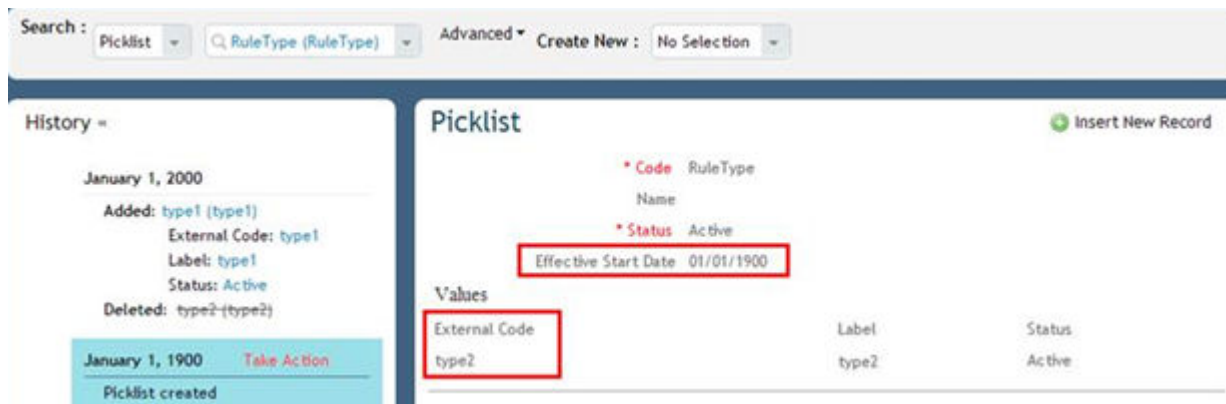 Search : Picklist RuleType (RuleType) Advanced Create New : No Selection
History
January 1, 2000
Added: type1 (type1)
External Code: type1
Label: type1
Status: Active
Deleted: type2 (type2)
January 1, 1900 Take Action
Picklist created
Picklist Insert New Record
* Code RuleType
Name
* Status Active
Effective Start Date 01/01/1900
Values
External Code Label Status
type2 type2 Active